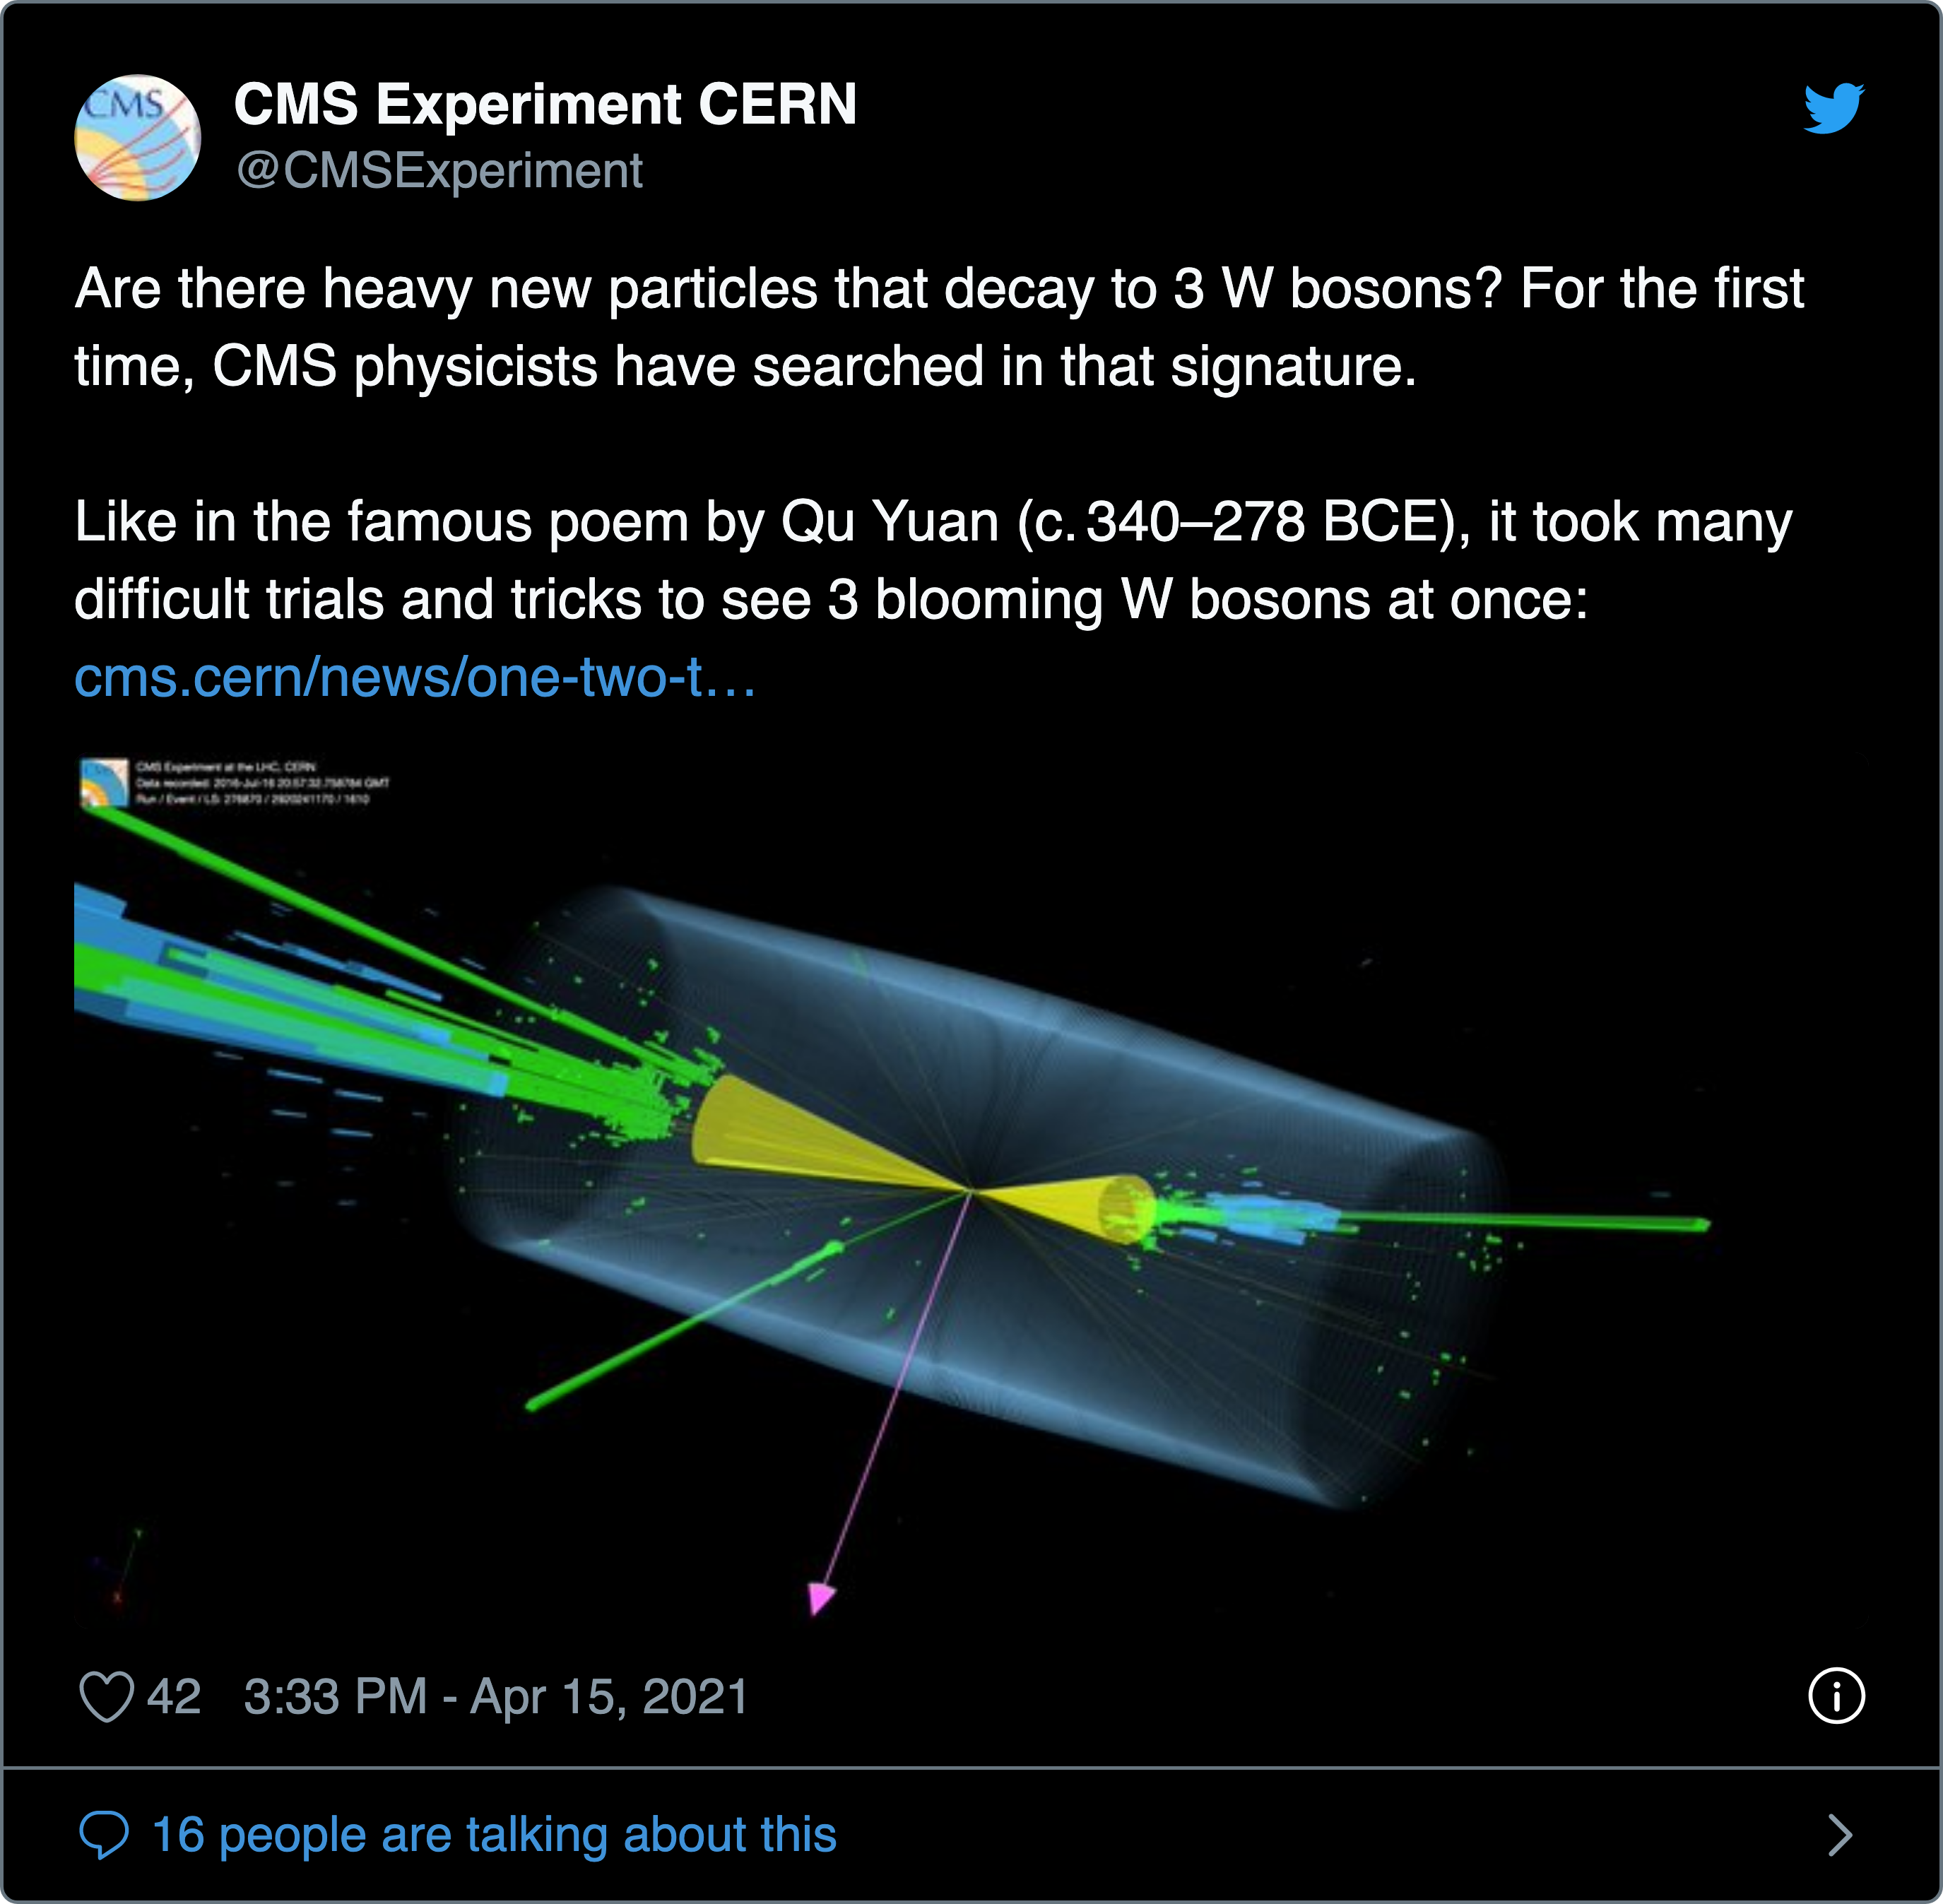 CMS
CMS Experiment CERN
@CMSExperiment
Are there heavy new particles that decay to 3 W bosons? For the first
time, CMS physicists have searched in that signature.
Like in the famous poem by Qu Yuan (c. 340–278 BCE), it took many
difficult trials and tricks to see 3 blooming W bosons at once:
cms.cern/news/one-two-t…
CMS Experiment at the LHC, CERN
Data recorded: 2016-Jul-16 20:57:32 GMT
Run / Event / LS: 276870 / / 1610
Y
X
42 3:33 PM - Apr 15, 2021
16 people are talking about this